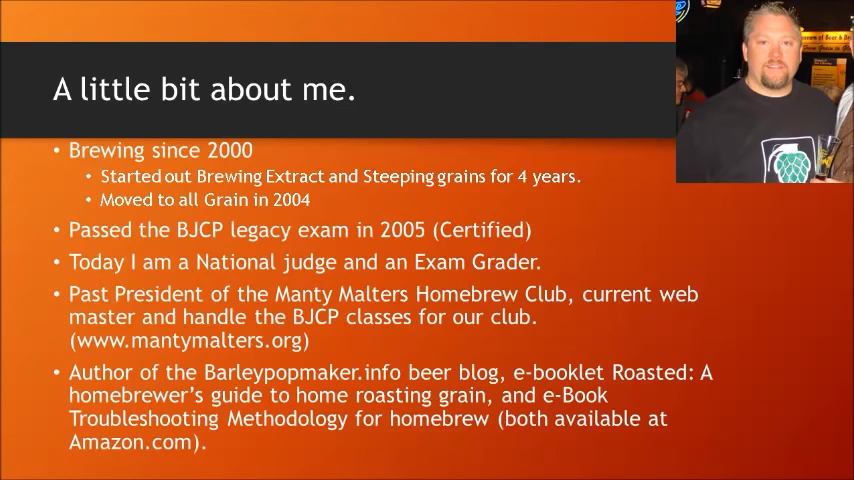 A little bit about me.
• Brewing since 2000
• Started out Brewing Extract and Steeping grains for 4 years.
• Moved to all Grain in 2004
• Passed the BJCP legacy exam in 2005 (Certified)
• Today I am a National judge and an Exam Grader.
• Past President of the Manty Malters Homebrew Club, current web
master and handle the BJCP classes for our club.
(www.mantymalters.org)
• Author of the Barleypopmaker.info beer blog, e-booklet Roasted: A
homebrewer's guide to home roasting grain, and e-Book
Troubleshooting Methodology for homebrew (both available at
Amazon.com).